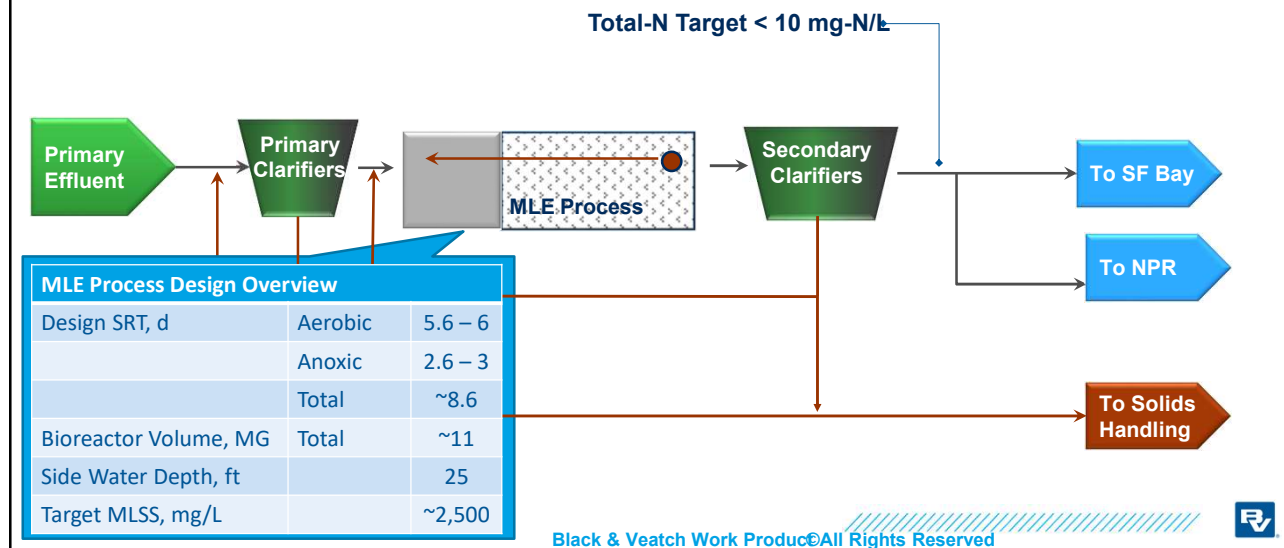 Total-N Target < 10 mg-N/L
Primary
Effluent
Primary
Clarifiers
MLE Process
Secondary
Clarifiers
To SF Bay
To NPR
To Solids
Handling
MLE Process Design Overview
Design SRT, d Aerobic 5.6 – 6
Anoxic 2.6 – 3
Total ~8.6
Bioreactor Volume, MG Total ~11
Side Water Depth, ft 25
Target MLSS, mg/L ~2,500
Black & Veatch Work Product©All Rights Reserved
BV